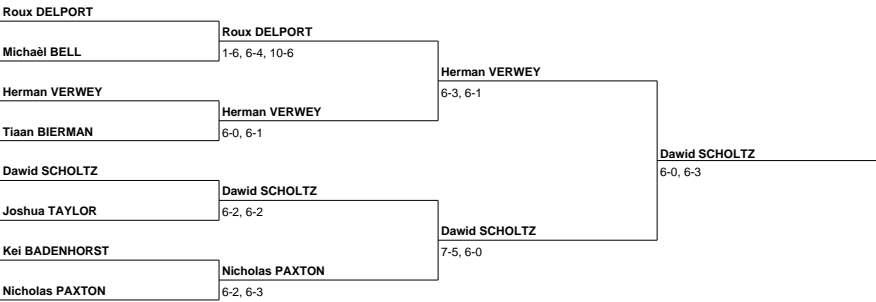 Roux DELPORT
Roux DELPORT
Michaèl BELL
1-6, 6-4, 10-6
Herman VERWEY
Herman VERWEY
6-3, 6-1
Herman VERWEY
Tiaan BIERMAN
6-0, 6-1
Dawid SCHOLTZ
6-0, 6-3
Dawid SCHOLTZ
Dawid SCHOLTZ
Joshua TAYLOR
6-2, 6-2
Dawid SCHOLTZ
7-5, 6-0
Kei BADENHORST
Nicholas PAXTON
Nicholas PAXTON
6-2, 6-3